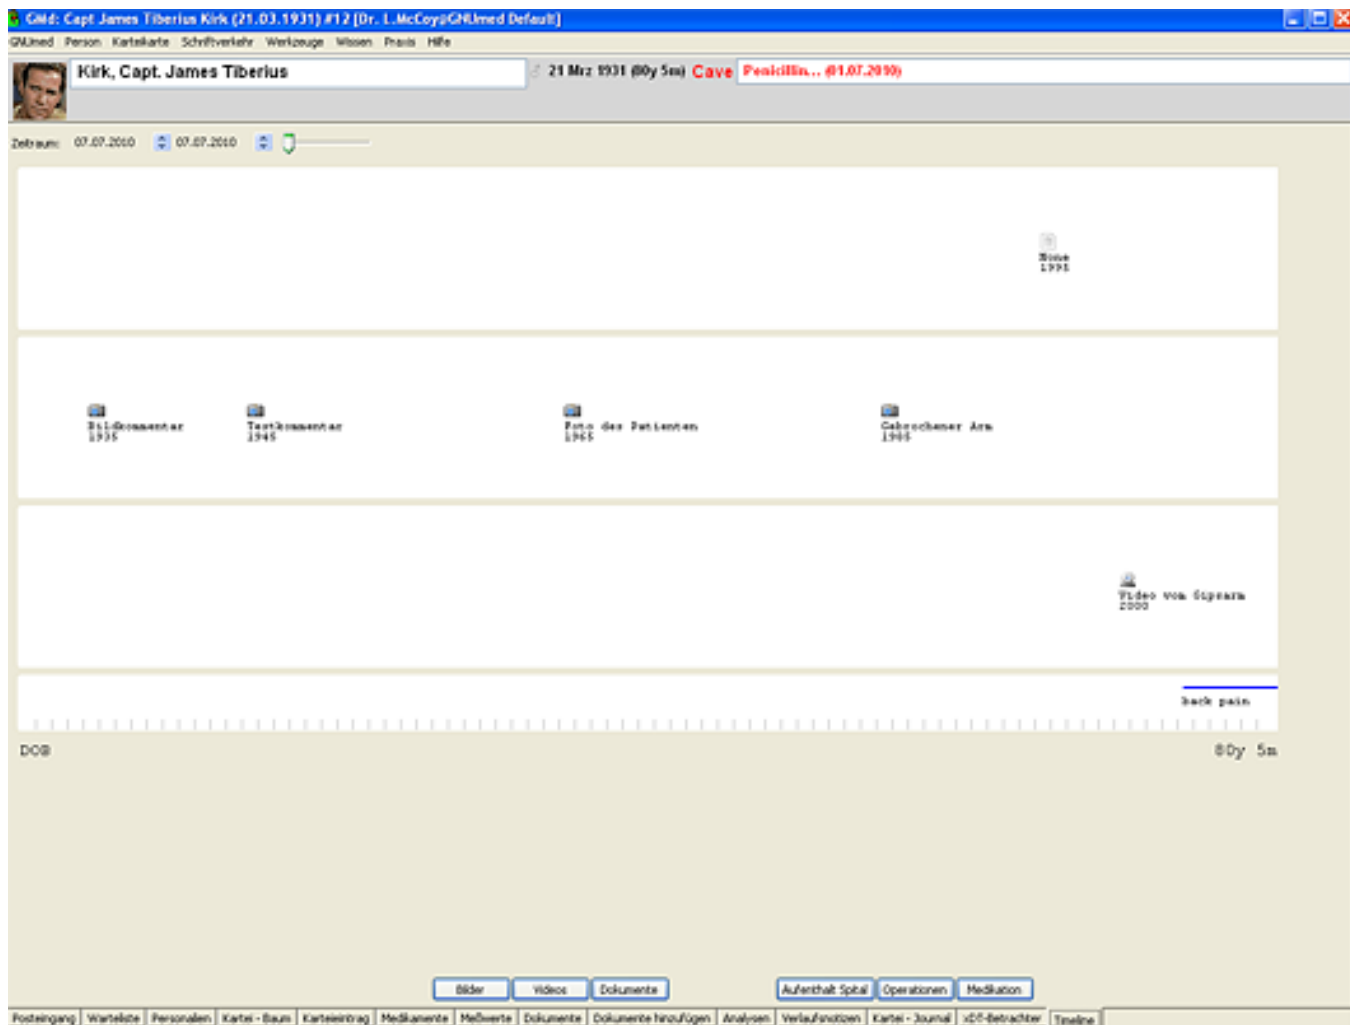 GMd: Capt James Tiberius Kirk (21.03.1931) #12 [Dr. L.McCoy@GNUmed Default]
GNUmed Person Karteikarte Schriftverkehr Werkzeuge Wissen Praxis Hilfe
Kirk, Capt. James Tiberius ♂ 21 Mrz 1931 (80y 5m) Cave Penicillin... (01.07.2010)
Zeitraum: 07.07.2010 07.07.2010
None
1995
Bildkommentar Testkommentar Foto des Patienten Gebrochener Arm
1935 1945 1965 1985
Video vom Gipsarm
2000
back pain
DOB 80y 5m
Bilder Videos Dokumente Aufenthalt Spital Operationen Medikation
Posteingang Warteliste Personalien Kartei - Baum Karteieintrag Medikamente Meßwerte Dokumente Dokumente hinzufügen Analysen Verlaufsnotizen Kartei - Journal xDT-Betrachter Timeline